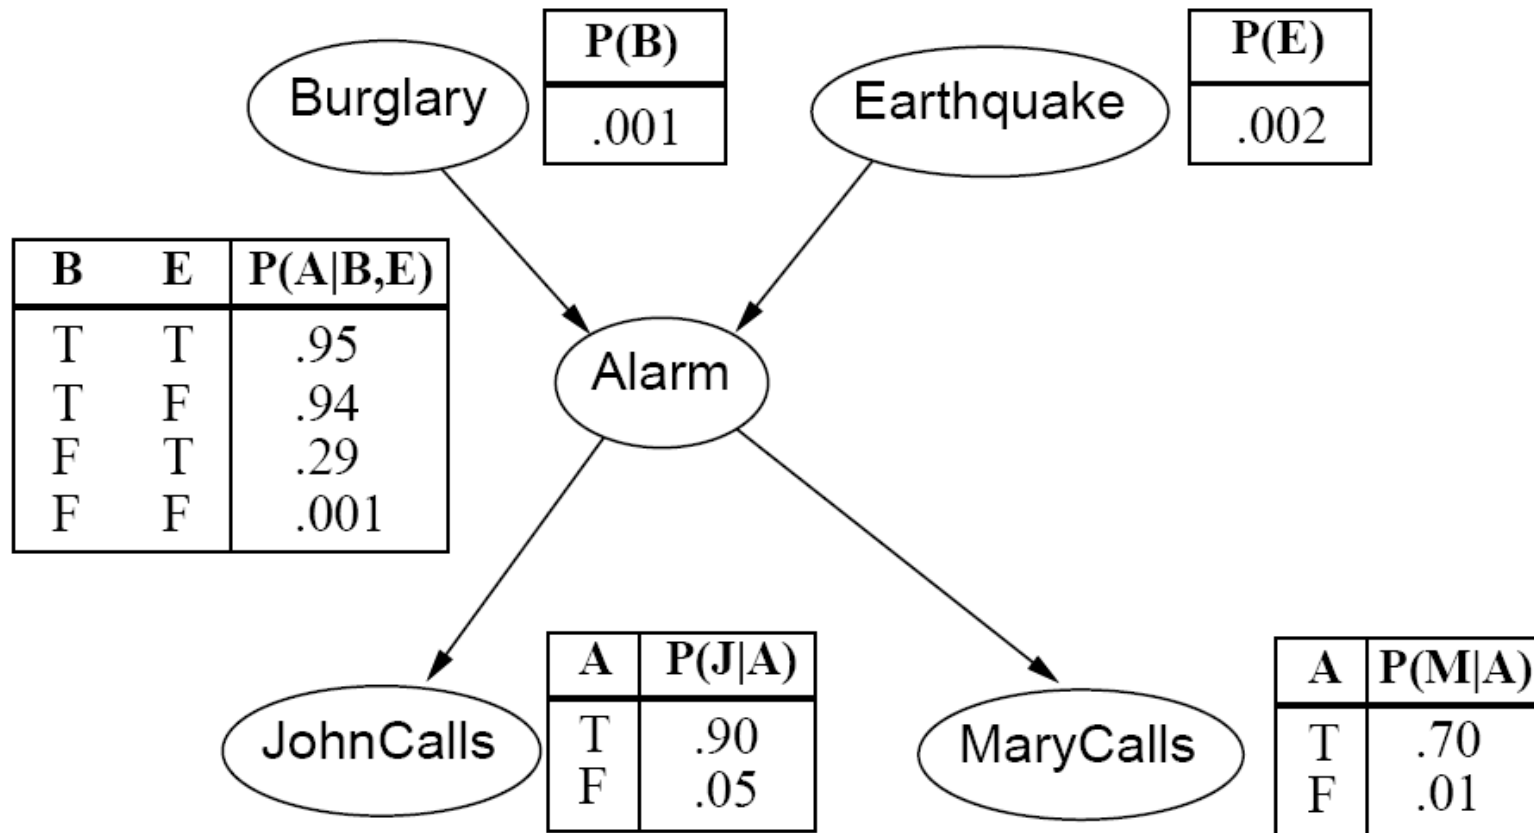 Burglary
P(B)
.001
Earthquake
P(E)
.002
B E P(A|B,E)
T T .95
T F .94
F T .29
F F .001
Alarm
JohnCalls
A P(J|A)
T .90
F .05
MaryCalls
A P(M|A)
T .70
F .01